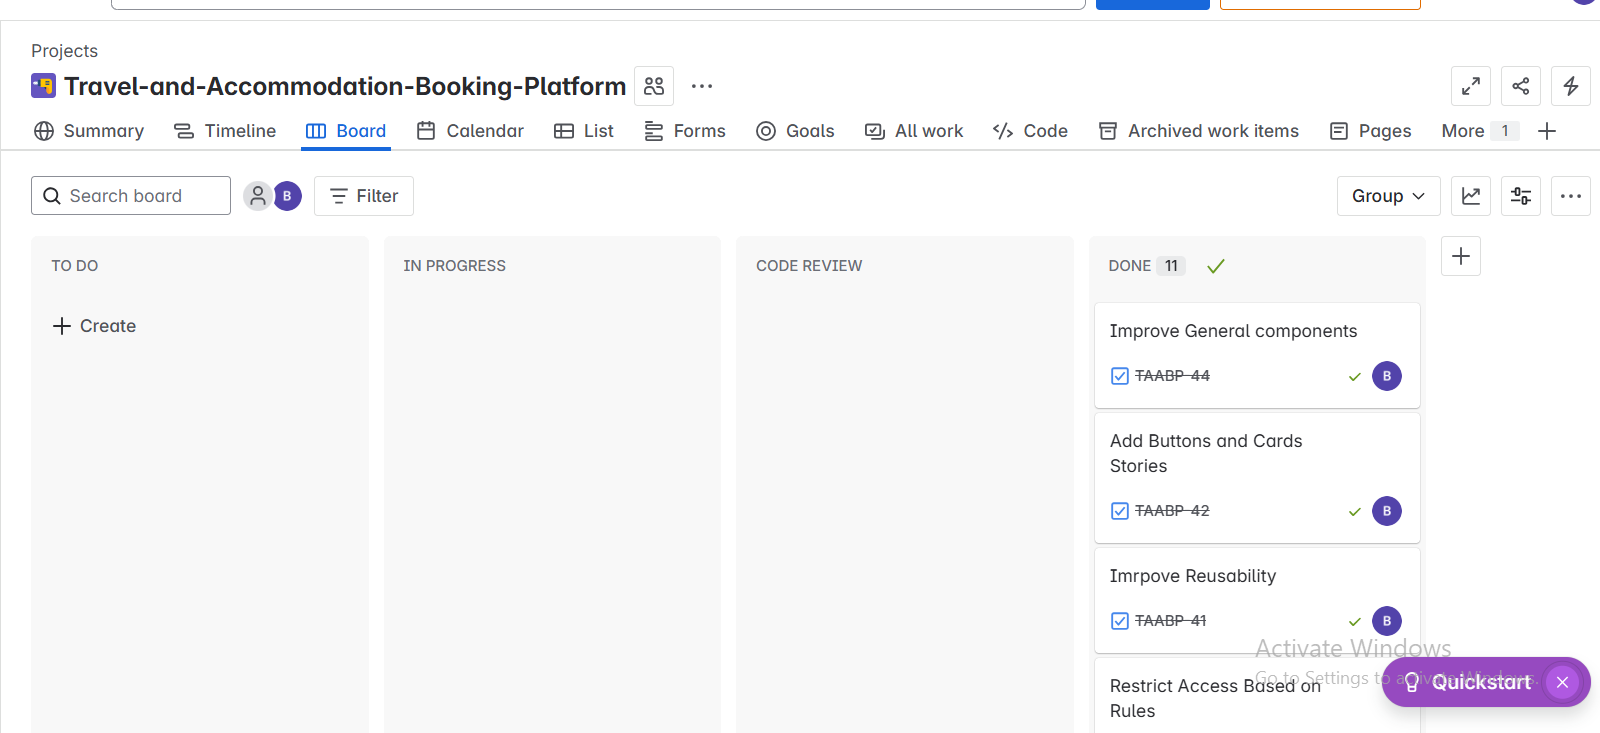 Projects
Travel-and-Accommodation-Booking-Platform
Summary Timeline Board Calendar List Forms Goals All work Code Archived work items Pages More 1
Search board B Filter Group
TO DO IN PROGRESS CODE REVIEW DONE 11
Create
Improve General components
TAABP-44 B
Add Buttons and Cards
Stories
TAABP-42 B
Imrpove Reusability
TAABP-41 B
Restrict Access Based on
Rules
Activate Windows
Go to Settings to activate Windows.
Quickstart